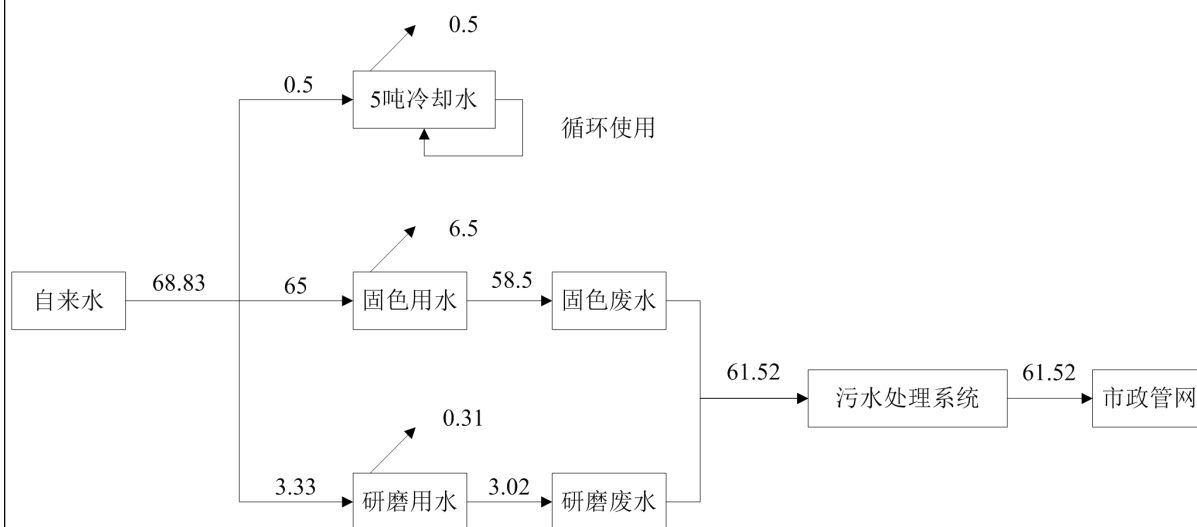 0.5
0.5
5吨冷却水
循环使用
6.5
自来水
68.83
65
固色用水
58.5
固色废水
61.52
污水处理系统
61.52
市政管网
0.31
3.33
研磨用水
3.02
研磨废水